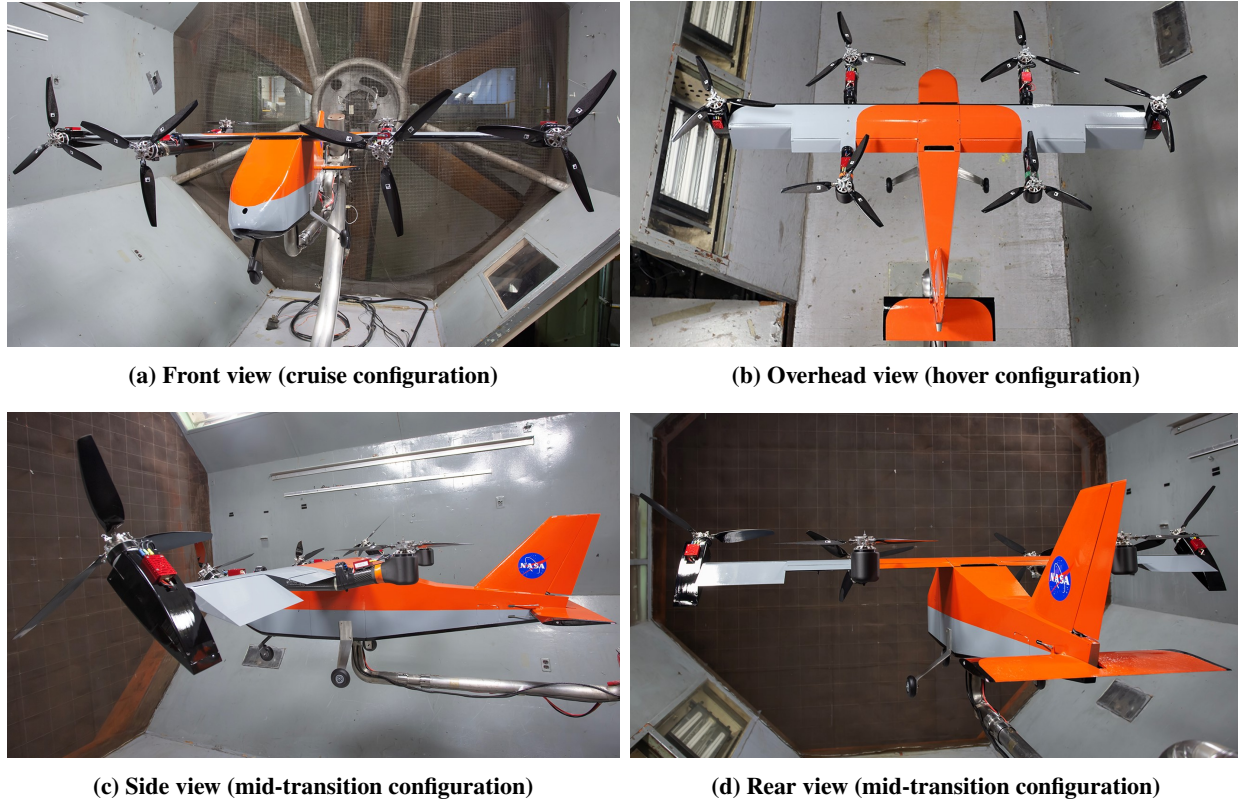 (a) Front view (cruise configuration)
(b) Overhead view (hover configuration)
NASA
(c) Side view (mid-transition configuration)
NASA
(d) Rear view (mid-transition configuration)